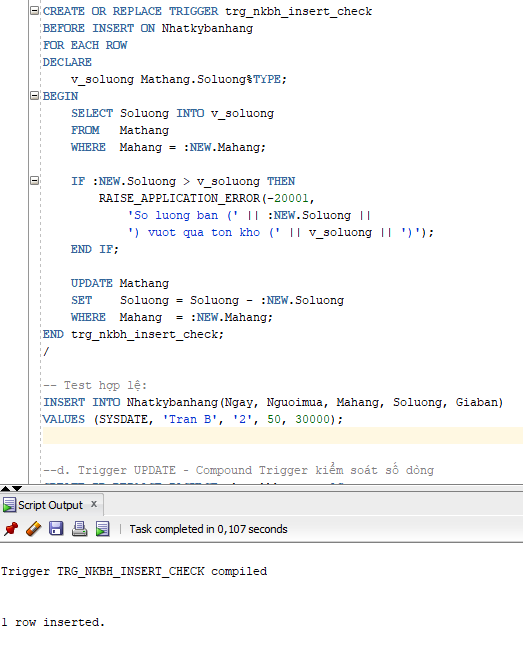 CREATE OR REPLACE TRIGGER trg_nkbh_insert_check
BEFORE INSERT ON Nhatkybanhang
FOR EACH ROW
DECLARE
    v_soluong Mathang.Soluong%TYPE;
BEGIN
    SELECT Soluong INTO v_soluong
    FROM   Mathang
    WHERE  Mahang = :NEW.Mahang;
    IF :NEW.Soluong > v_soluong THEN
        RAISE_APPLICATION_ERROR(-20001,
            'So luong ban (' || :NEW.Soluong ||
            ') vuot qua ton kho (' || v_soluong || ')');
    END IF;
    UPDATE Mathang
    SET    Soluong = Soluong - :NEW.Soluong
    WHERE  Mahang  = :NEW.Mahang;
END trg_nkbh_insert_check;
/
-- Test hợp lệ:
INSERT INTO Nhatkybanhang(Ngay, Nguoimua, Mahang, Soluong, Giaban)
VALUES (SYSDATE, 'Tran B', '2', 50, 30000);
--d. Trigger UPDATE - Compound Trigger kiểm soát số dòng
Script Output x
Task completed in 0,107 seconds
Trigger TRG_NKBH_INSERT_CHECK compiled
1 row inserted.